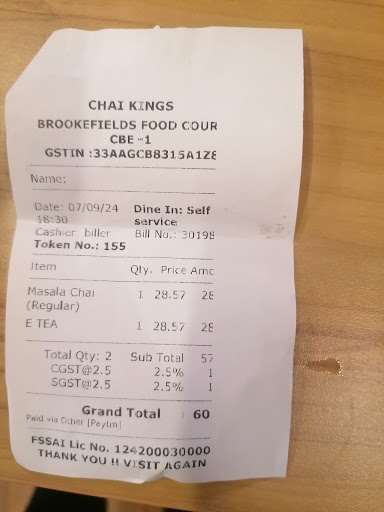 CHAI KINGS
BROOKEFIELDS FOOD COUR
CBE -1
GSTIN :33AAGCB8315A1Z8
Name:
Date: 07/09/24 Dine In: Self
18:30 service
Cashier: biller Bill No.: 30198
Token No.: 155
Item Qty. Price Amo
Masala Chai 1 28.57 28
(Regular)
E TEA 1 28.57 28
Total Qty: 2 Sub Total 57
CGST@2.5 2.5% 1
SGST@2.5 2.5% 1
Grand Total 60
Paid via Other [Paytm]
FSSAI Lic No. 124200030000
THANK YOU !! VISIT AGAIN